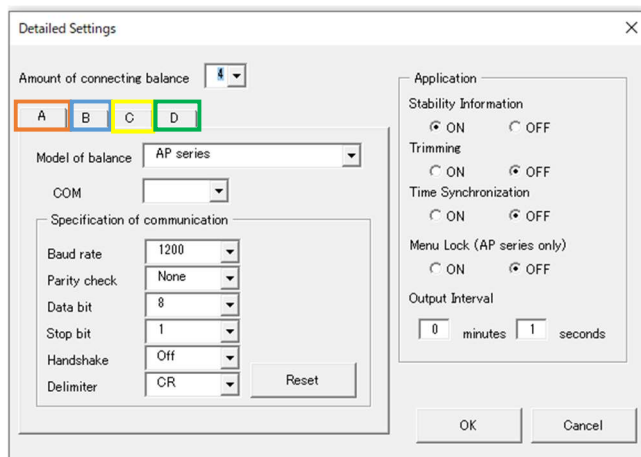 Detailed Settings
Amount of connecting balance 4
A B C D
Model of balance AP series
COM
Specification of communication
Baud rate 1200
Parity check None
Data bit 8
Stop bit 1
Handshake Off
Delimiter CR
Reset
Application
Stability Information
ON OFF
Trimming
ON OFF
Time Synchronization
ON OFF
Menu Lock (AP series only)
ON OFF
Output Interval
0 minutes 1 seconds
OK Cancel